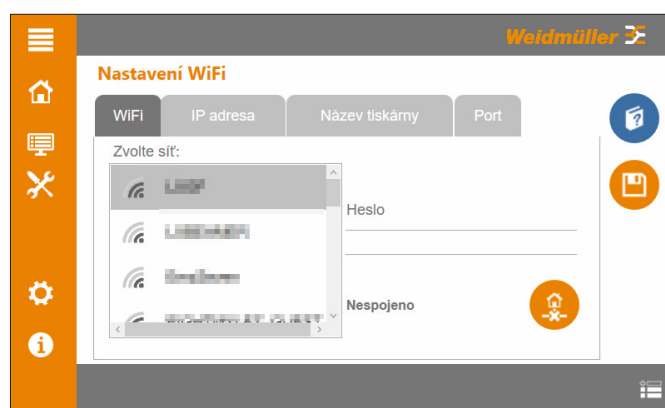 Weidmüller
Nastavení WiFi
WiFi
IP adresa
Název tiskárny
Port
Zvolte síť:
Heslo
Nespojeno